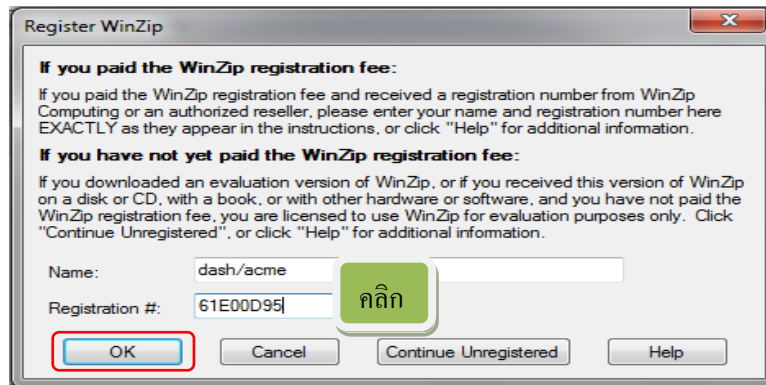 Register WinZip
If you paid the WinZip registration fee:
If you paid the WinZip registration fee and received a registration number from WinZip
Computing or an authorized reseller, please enter your name and registration number here
EXACTLY as they appear in the instructions, or click "Help" for additional information.
If you have not yet paid the WinZip registration fee:
If you downloaded an evaluation version of WinZip, or if you received this version of WinZip
on a disk or CD, with a book, or with other hardware or software, and you have not paid the
WinZip registration fee, you are licensed to use WinZip for evaluation purposes only. Click
"Continue Unregistered", or click "Help" for additional information.
Name: dash/acme
Registration #: 61E00D95
คลิก
OK Cancel Continue Unregistered Help